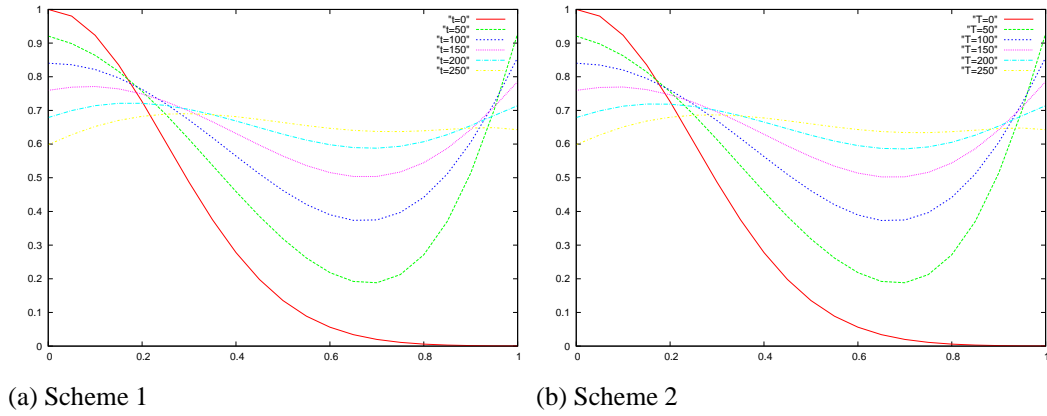 1
0.9
0.8
0.7
0.6
0.5
0.4
0.3
0.2
0.1
0
0 0.2 0.4 0.6 0.8 1
"t=0"
"t=50"
"t=100"
"t=150"
"t=200"
"t=250"
(a) Scheme 1
1
0.9
0.8
0.7
0.6
0.5
0.4
0.3
0.2
0.1
0
0 0.2 0.4 0.6 0.8 1
"T=0"
"T=50"
"T=100"
"T=150"
"T=200"
"T=250"
(b) Scheme 2